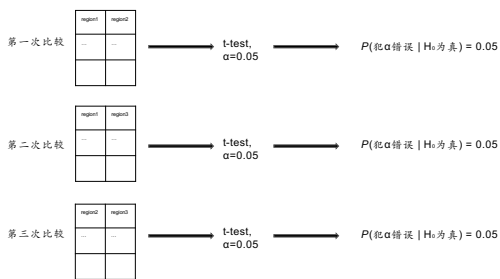 region1 region2
第一次比较
... ...
t-test,
α=0.05
P(犯α错误 | H₀为真) = 0.05
region1 region3
第二次比较
... ...
t-test,
α=0.05
P(犯α错误 | H₀为真) = 0.05
region2 region3
第三次比较
... ...
t-test,
α=0.05
P(犯α错误 | H₀为真) = 0.05